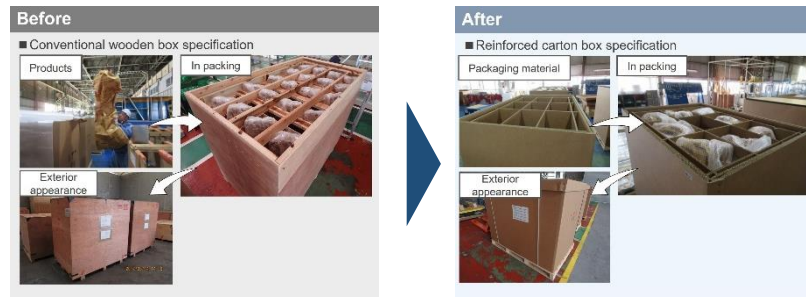 Before
■ Conventional wooden box specification
Products
In packing
Exterior
appearance
After
■ Reinforced carton box specification
Packaging material
In packing
Exterior
appearance